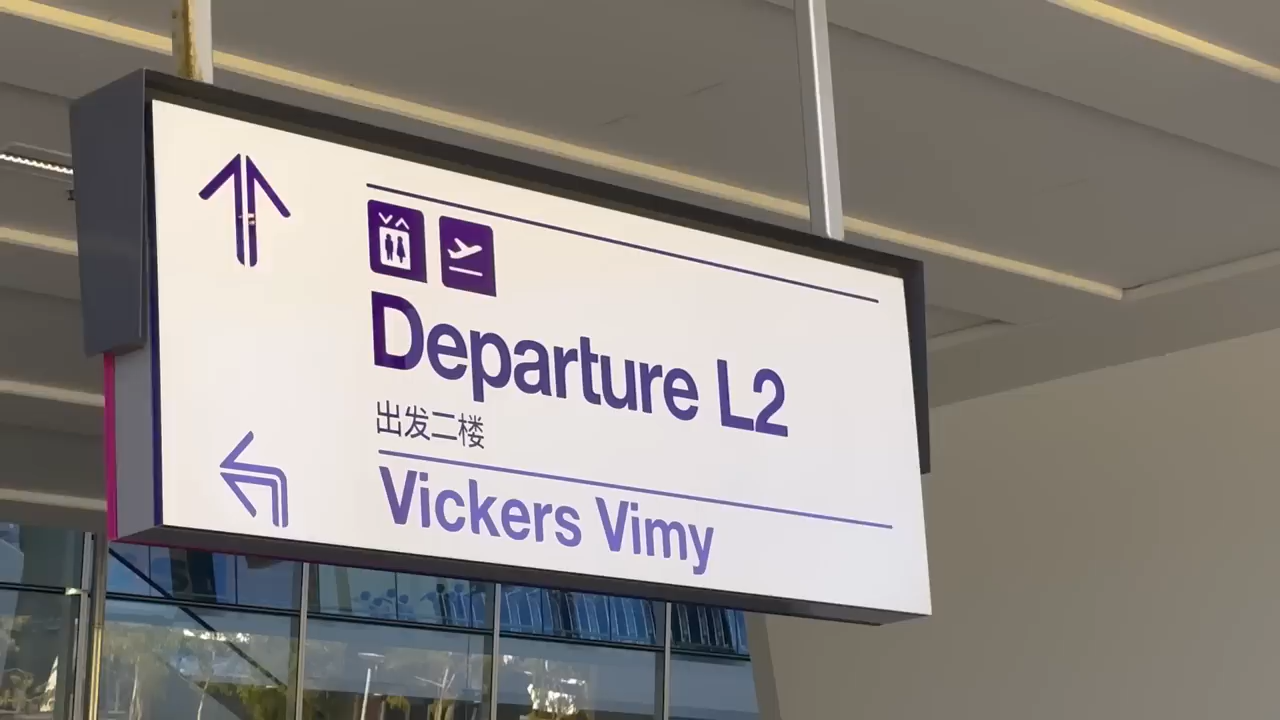 Departure L2
出发二楼
Vickers Vimy